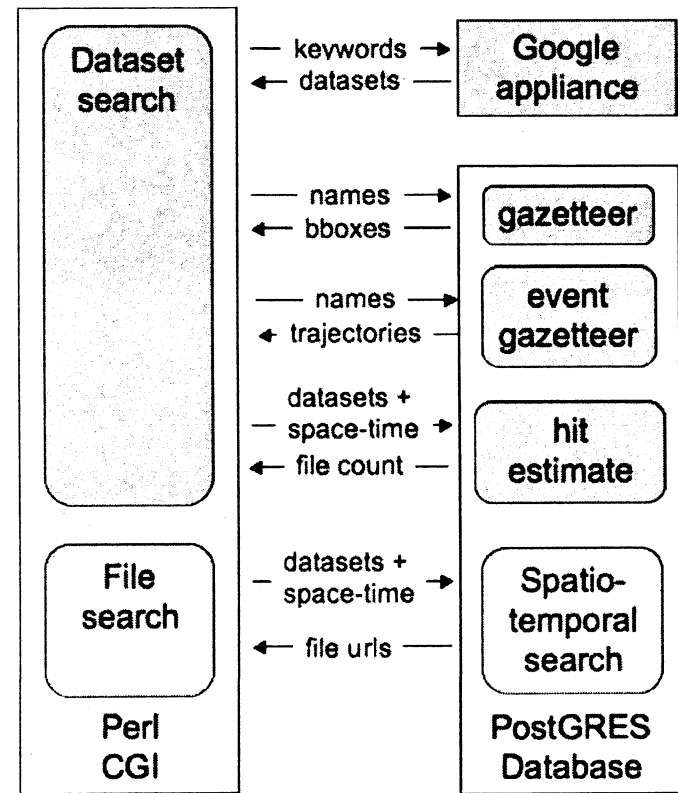 Dataset
search
keywords
datasets
Google
appliance
names
bboxes
gazetteer
names
trajectories
event
gazetteer
datasets +
space-time
file count
hit
estimate
File
search
datasets +
space-time
file urls
Spatio-
temporal
search
Perl
CGI
PostGRES
Database